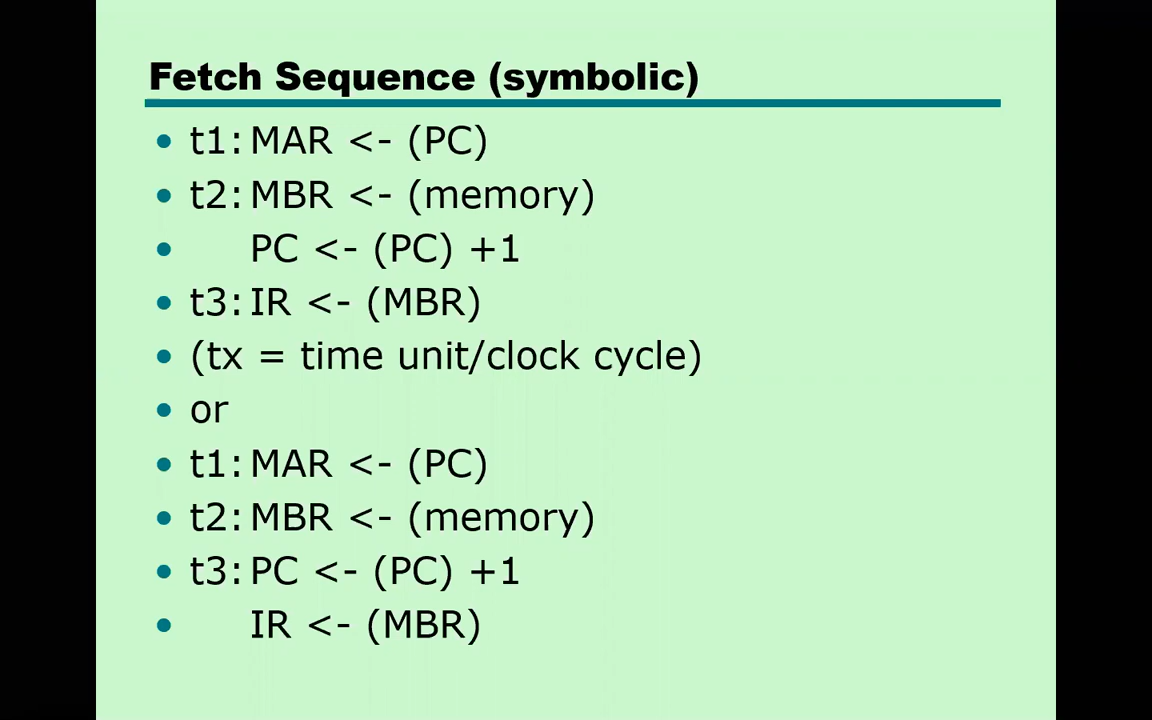 Fetch Sequence (symbolic)
• t1: MAR <- (PC)
• t2: MBR <- (memory)
• PC <- (PC) +1
• t3: IR <- (MBR)
• (tx = time unit/clock cycle)
• or
• t1: MAR <- (PC)
• t2: MBR <- (memory)
• t3: PC <- (PC) +1
• IR <- (MBR)